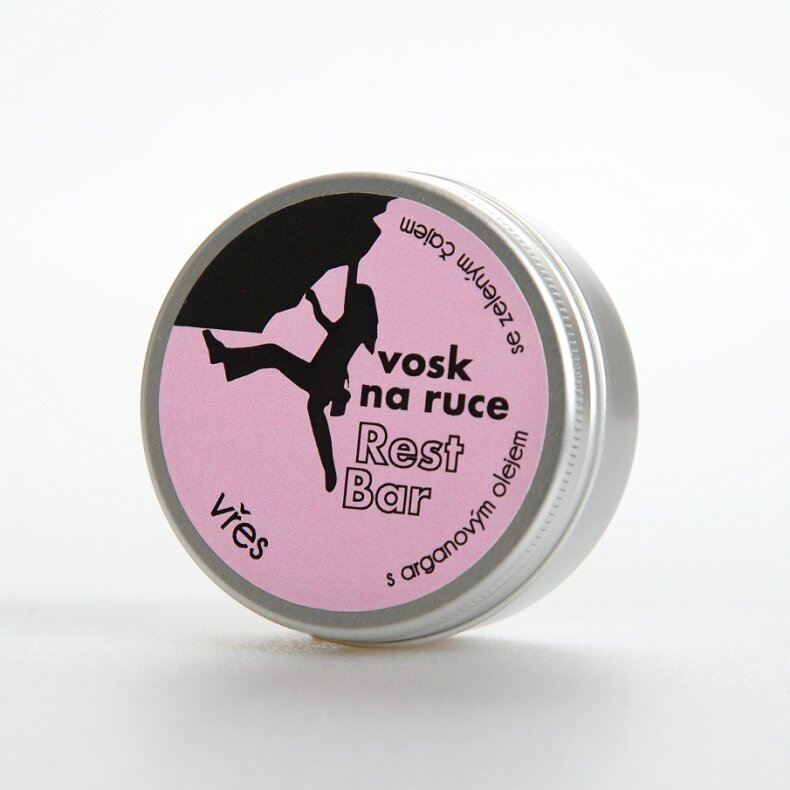 se zeleným čajem
vosk
na ruce
Rest
Bar
s arganovým olejem
vřes